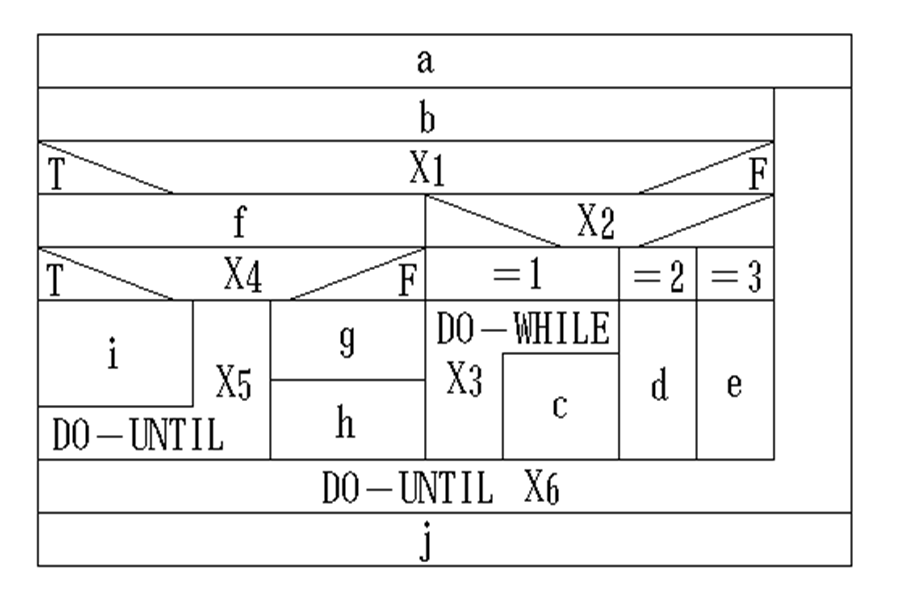 a
b
T X1 F
f X2
T X4 F =1 =2 =3
i X5 g DO-WHILE
X3 c d e
h
DO-UNTIL
DO-UNTIL X6
j